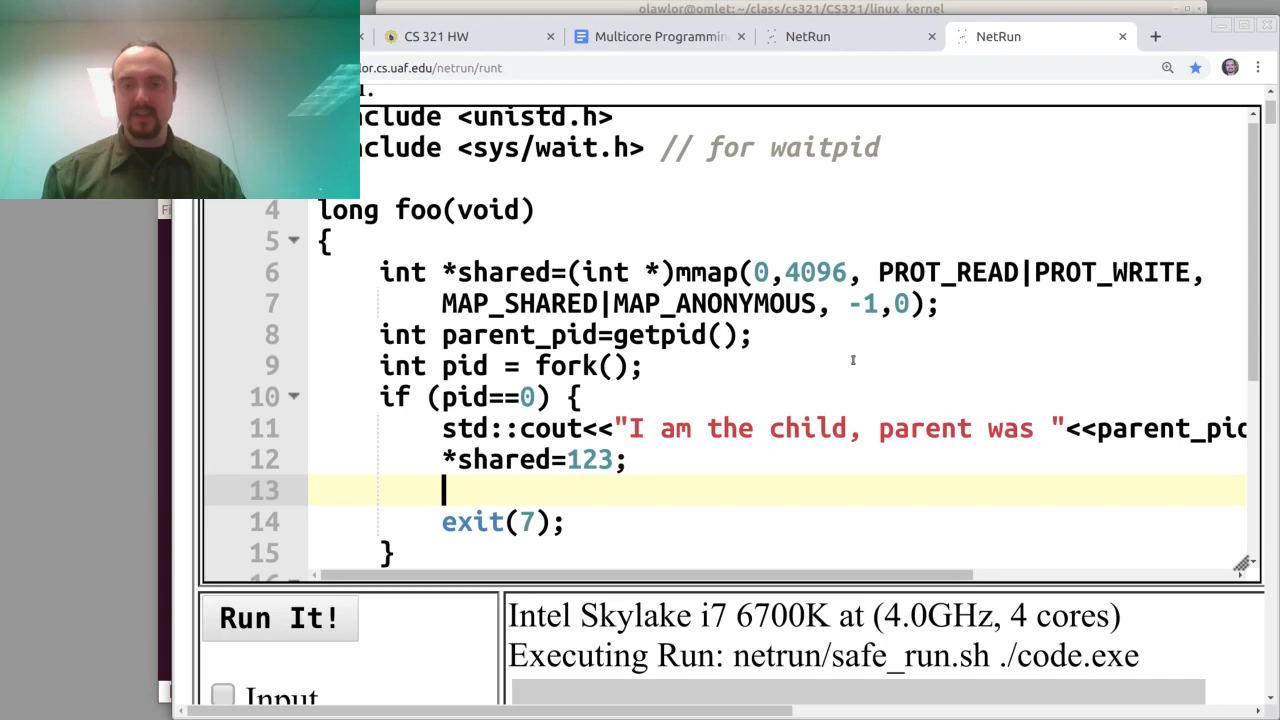 olawlor@omlet: ~/class/cs321/CS321/linux_kernel
CS 321 HW
Multicore Programmin
NetRun
NetRun
lor.cs.uaf.edu/netrun/runt
clude <unistd.h>
clude <sys/wait.h> // for waitpid
4 long foo(void)
5 {
6 int *shared=(int *)mmap(0,4096, PROT_READ|PROT_WRITE,
7 MAP_SHARED|MAP_ANONYMOUS, -1,0);
8 int parent_pid=getpid();
9 int pid = fork();
10 if (pid==0) {
11 std::cout<<"I am the child, parent was "<<parent_pid
12 *shared=123;
13
14 exit(7);
15 }
Run It!
Input
Intel Skylake i7 6700K at (4.0GHz, 4 cores)
Executing Run: netrun/safe_run.sh ./code.exe